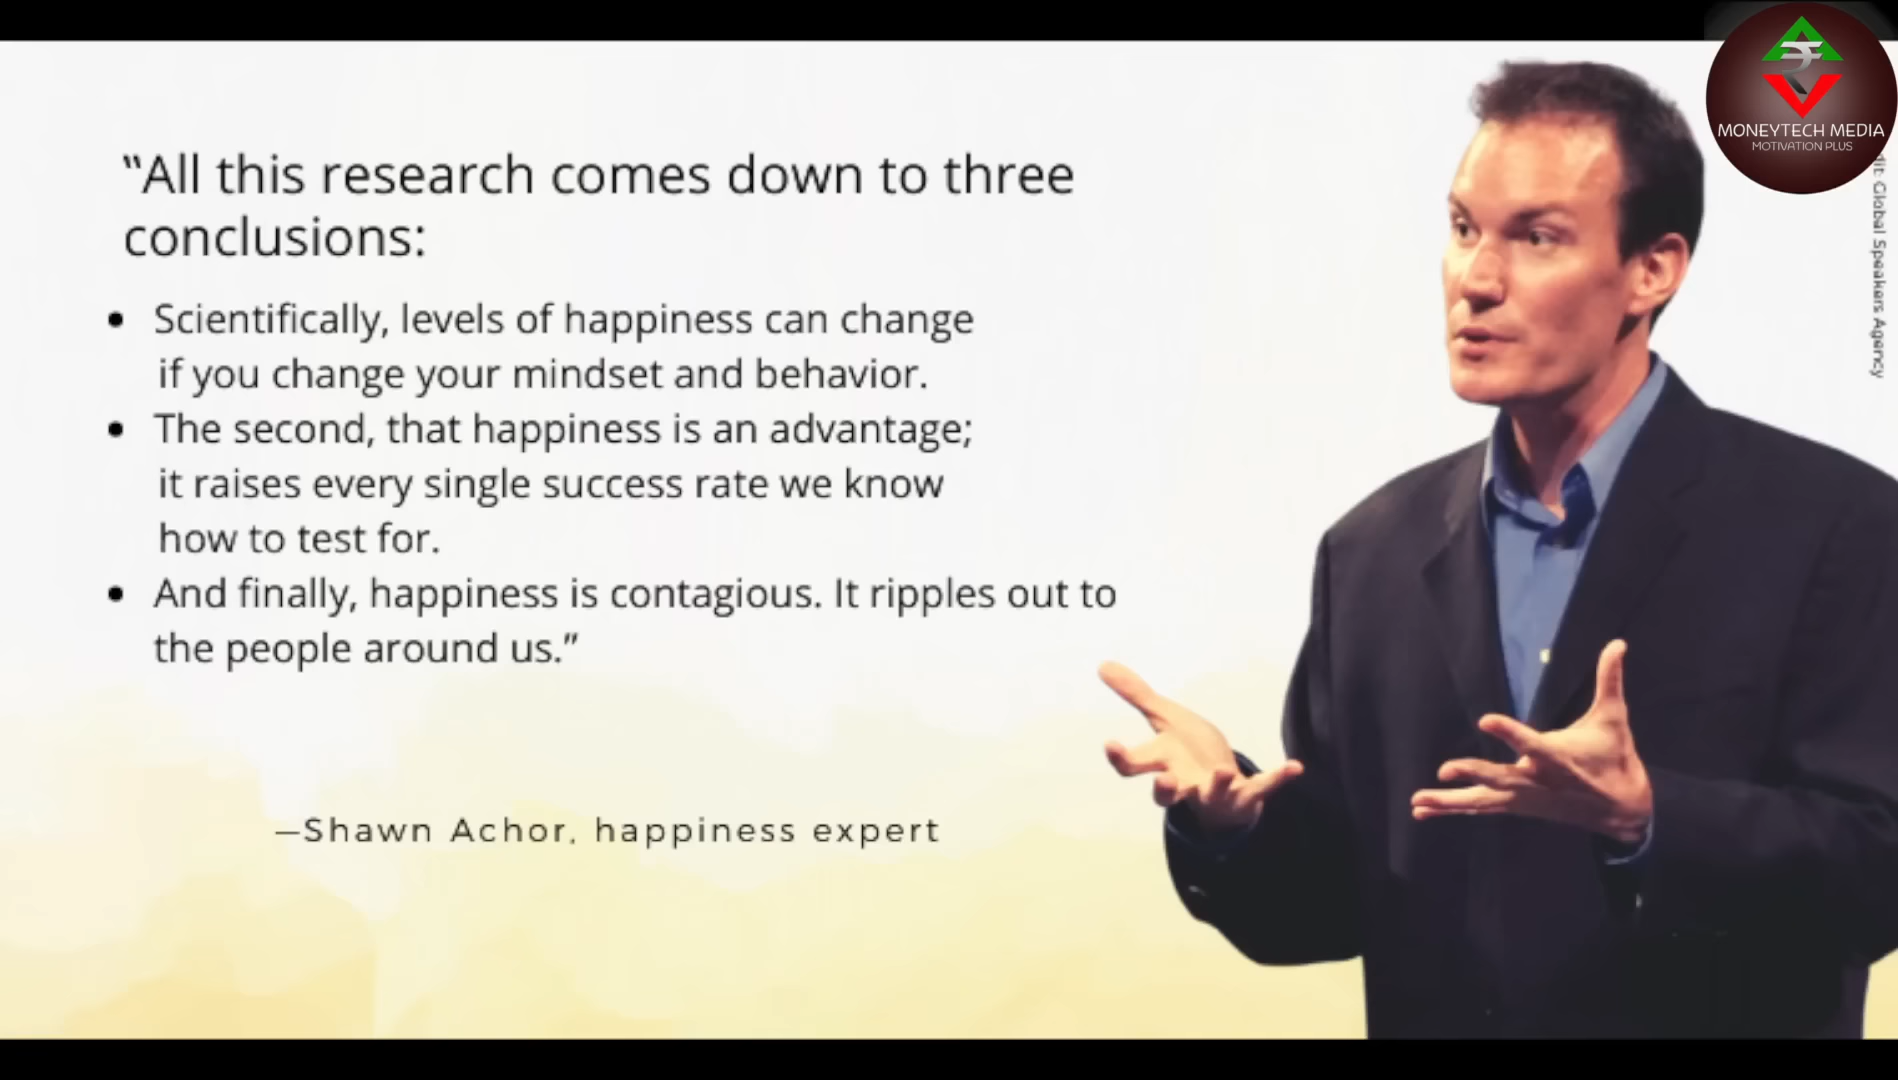 “All this research comes down to three
conclusions:
• Scientifically, levels of happiness can change
if you change your mindset and behavior.
• The second, that happiness is an advantage;
it raises every single success rate we know
how to test for.
• And finally, happiness is contagious. It ripples out to
the people around us.”
—Shawn Achor, happiness expert
MONEYTECH MEDIA
MOTIVATION PLUS
Global Speakers Agency